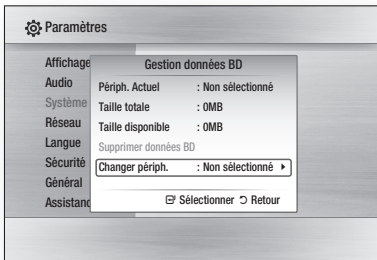 Paramètres
Affichage
Gestion données BD
Audio
Périph. Actuel : Non sélectionné
Système
Taille totale : 0MB
Réseau
Taille disponible : 0MB
Langue
Supprimer données BD
Sécurité
Changer périph. : Non sélectionné ▶
Général
Assistanc
Sélectionner Retour